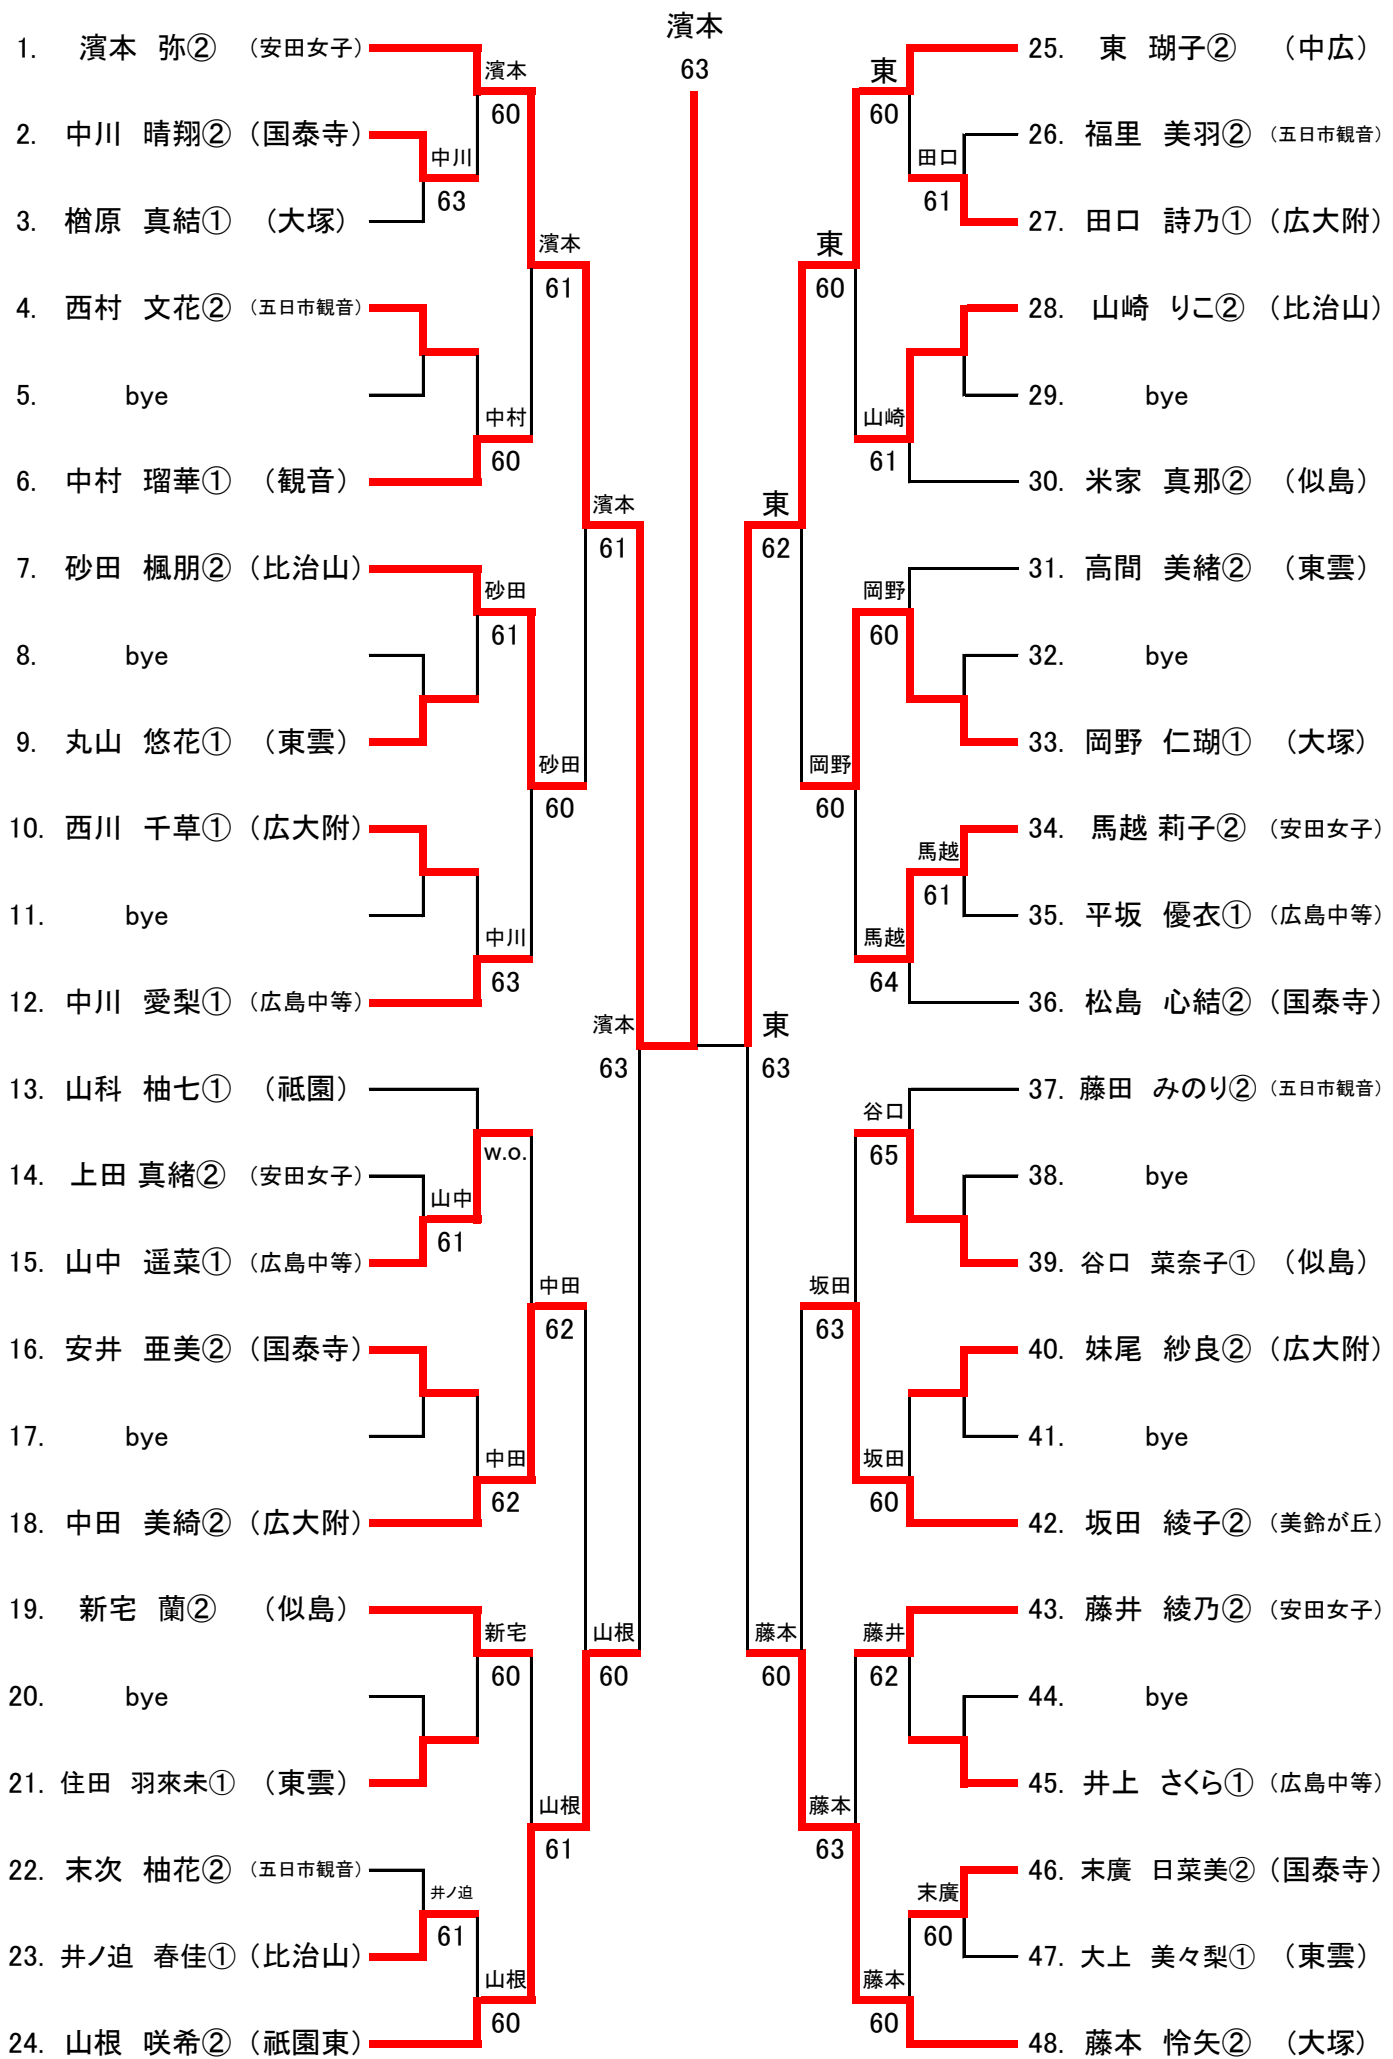 濱本
63
1. 濱本 弥② （安田女子）
2. 中川 晴翔② （国泰寺）
3. 楢原 真結① （大塚）
4. 西村 文花② （五日市観音）
5. bye
6. 中村 瑠華① （観音）
7. 砂田 楓朋② （比治山）
8. bye
9. 丸山 悠花① （東雲）
10. 西川 千草① （広大附）
11. bye
12. 中川 愛梨① （広島中等）
13. 山科 柚七① （祗園）
14. 上田 真緒② （安田女子）
15. 山中 遥菜① （広島中等）
16. 安井 亜美② （国泰寺）
17. bye
18. 中田 美綺② （広大附）
19. 新宅 蘭② （似島）
20. bye
21. 住田 羽來未① （東雲）
22. 末次 柚花② （五日市観音）
23. 井ノ迫 春佳① （比治山）
24. 山根 咲希② （祇園東）
中川
63
山中
61
井ノ迫
61
濱本
60
中村
60
砂田
61
中川
63
w.o.
中田
62
新宅
60
山根
60
濱本
61
砂田
60
中田
62
山根
61
濱本
61
山根
60
濱本
63
東
63
東
62
藤本
60
東
60
岡野
60
坂田
63
藤本
63
東
60
山崎
61
岡野
60
馬越
64
谷口
65
坂田
60
藤井
62
藤本
60
田口
61
馬越
61
末廣
60
25. 東 瑚子② （中広）
26. 福里 美羽② （五日市観音）
27. 田口 詩乃① （広大附）
28. 山崎 りこ② （比治山）
29. bye
30. 米家 真那② （似島）
31. 高間 美緒② （東雲）
32. bye
33. 岡野 仁瑚① （大塚）
34. 馬越 莉子② （安田女子）
35. 平坂 優衣① （広島中等）
36. 松島 心結② （国泰寺）
37. 藤田 みのり② （五日市観音）
38. bye
39. 谷口 菜奈子① （似島）
40. 妹尾 紗良② （広大附）
41. bye
42. 坂田 綾子② （美鈴が丘）
43. 藤井 綾乃② （安田女子）
44. bye
45. 井上 さくら① （広島中等）
46. 末廣 日菜美② （国泰寺）
47. 大上 美々梨① （東雲）
48. 藤本 怜矢② （大塚）